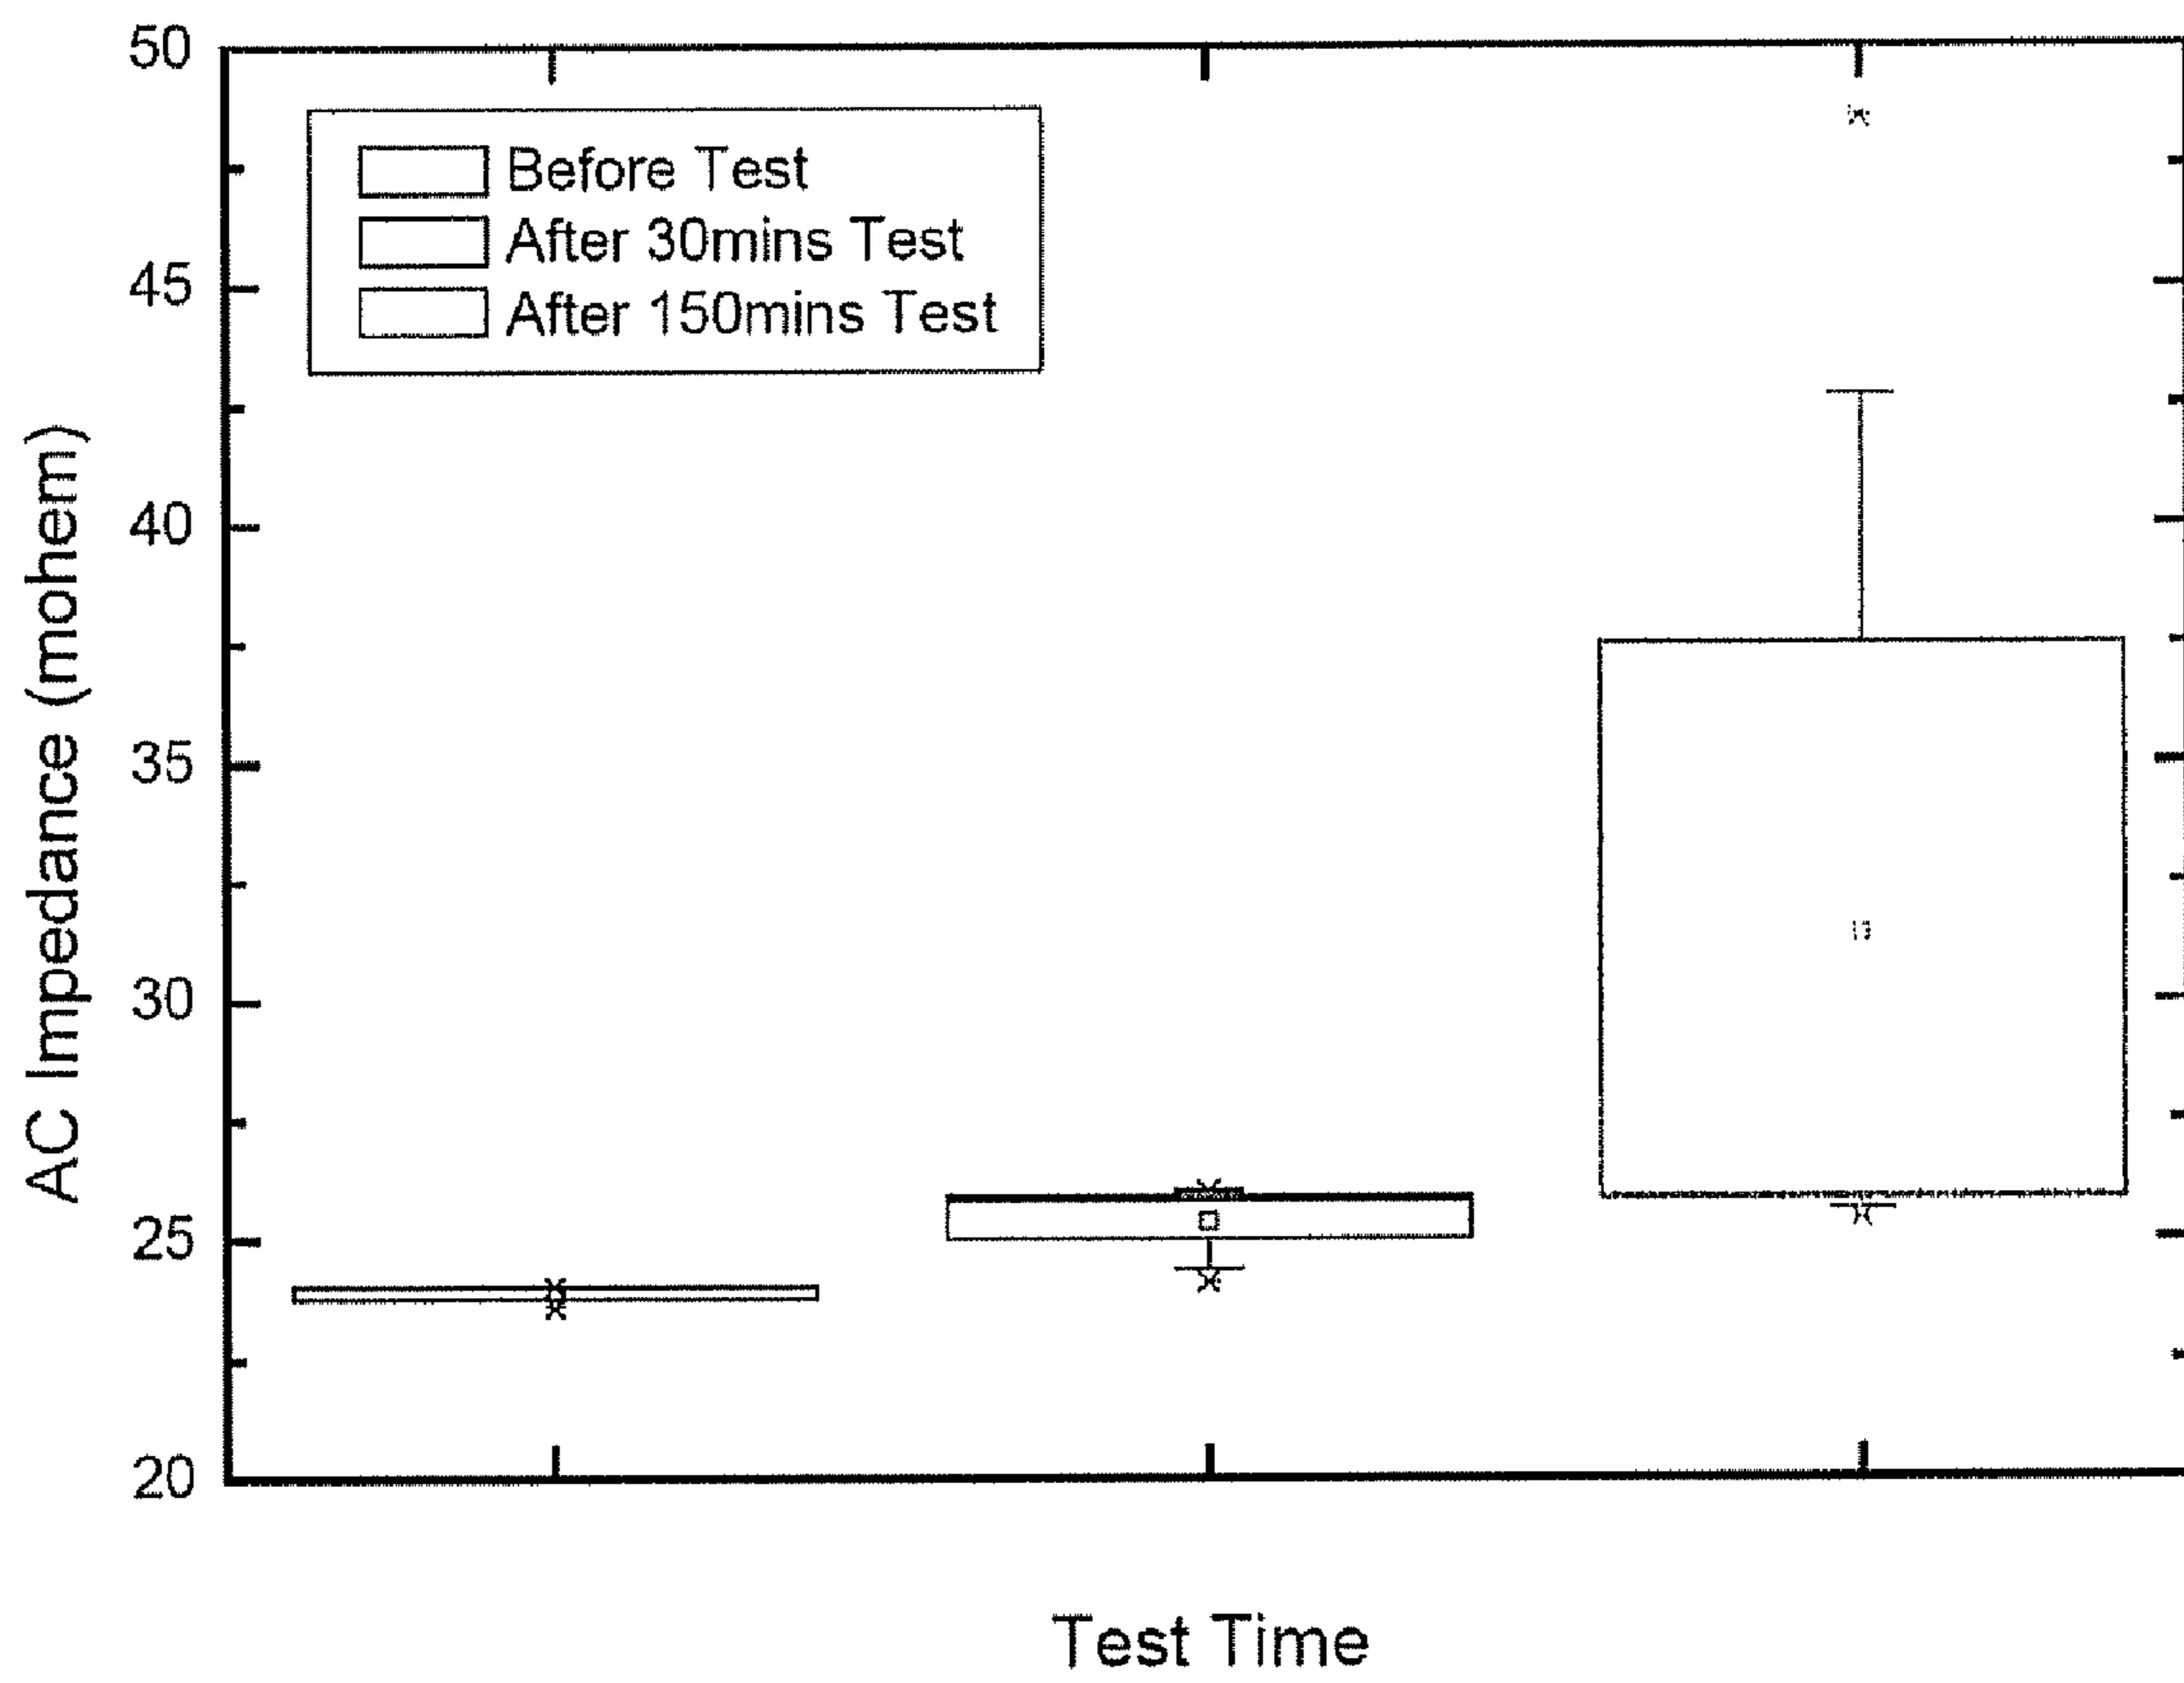 50
45
40
35
30
25
20
AC Impedance (mohem)
Before Test
After 30mins Test
After 150mins Test
Test Time